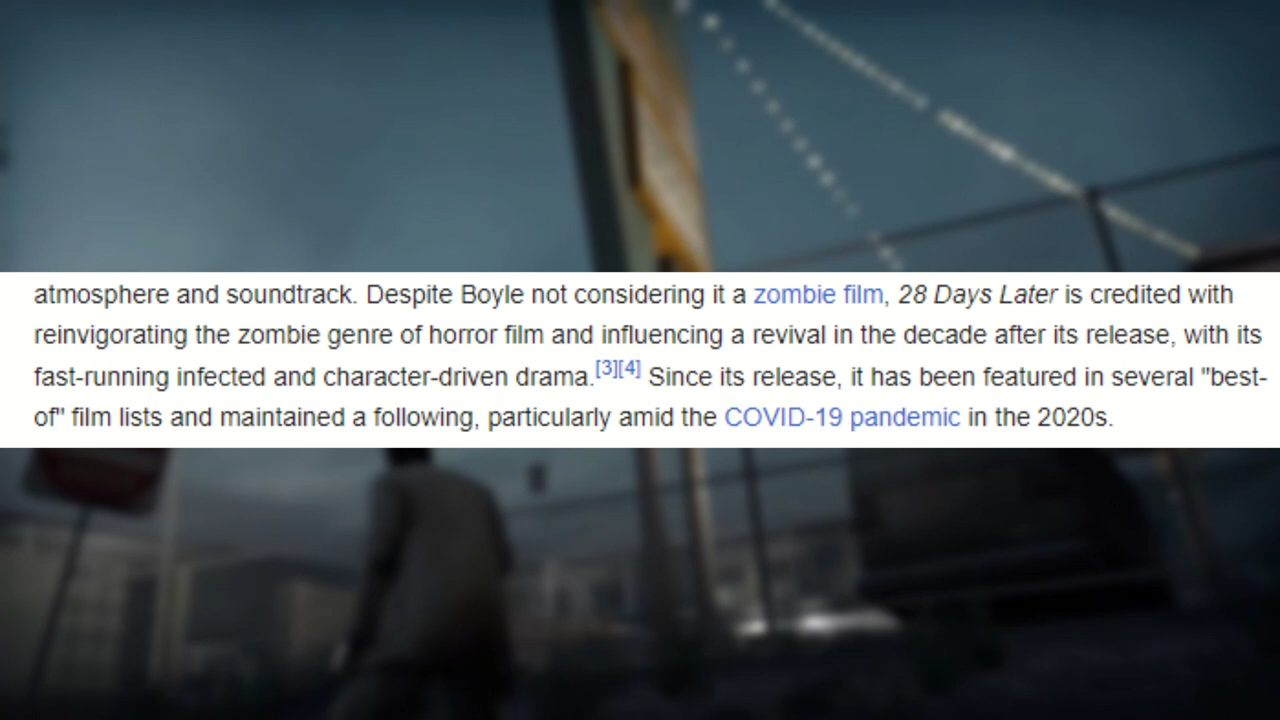 atmosphere and soundtrack. Despite Boyle not considering it a zombie film, 28 Days Later is credited with
reinvigorating the zombie genre of horror film and influencing a revival in the decade after its release, with its
fast-running infected and character-driven drama.[3][4] Since its release, it has been featured in several "best-
of" film lists and maintained a following, particularly amid the COVID-19 pandemic in the 2020s.